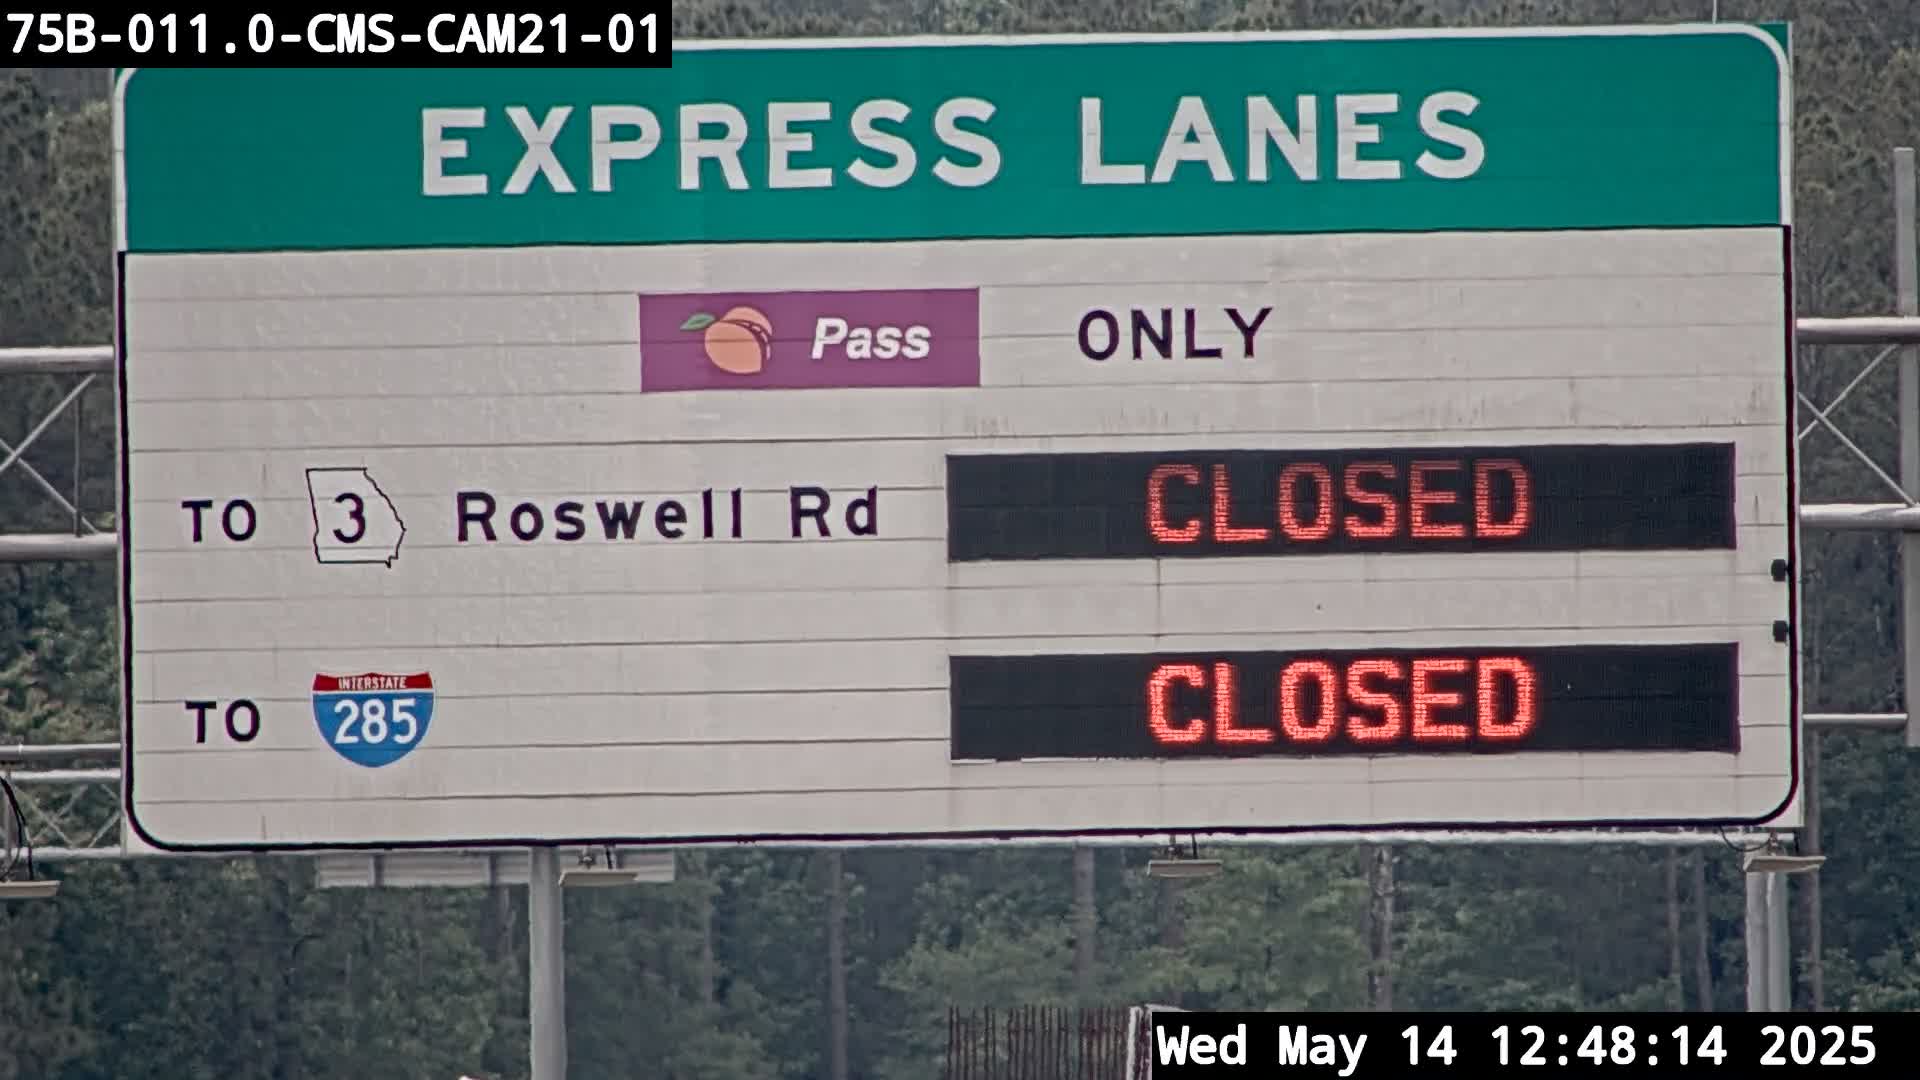 75B-011.0-CMS-CAM21-01
EXPRESS LANES
Pass ONLY
TO 3 Roswell Rd CLOSED
INTERSTATE
TO 285 CLOSED
Wed May 14 12:48:14 2025